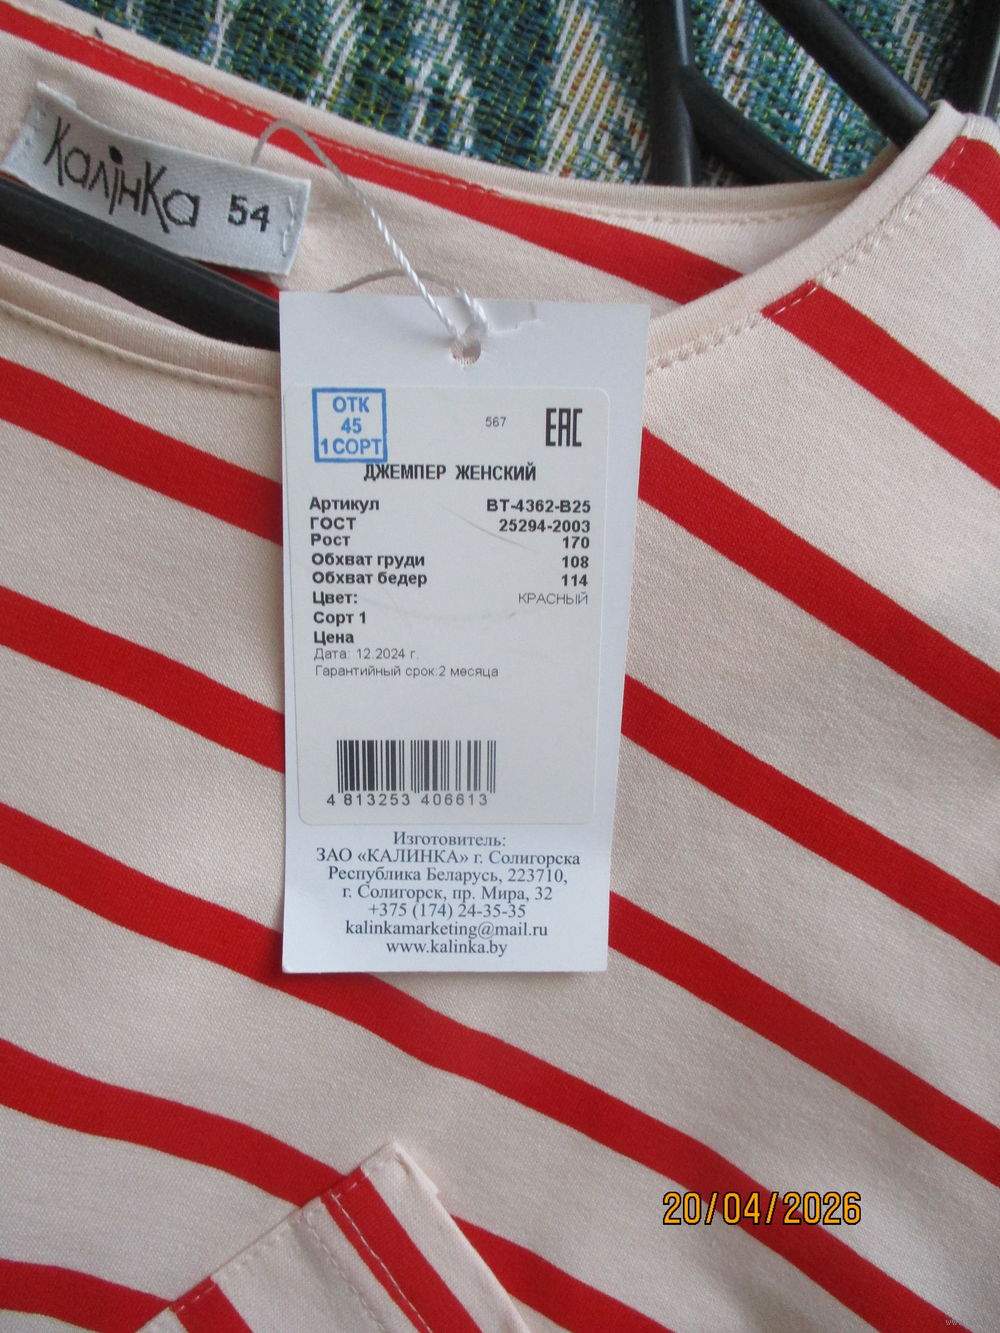 КалінКа 54
ОТК
45
1 СОРТ
567
EAC
ДЖЕМПЕР ЖЕНСКИЙ
Артикул ВТ-4362-В25
ГОСТ 25294-2003
Рост 170
Обхват груди 108
Обхват бедер 114
Цвет: КРАСНЫЙ
Сорт 1
Цена
Дата: 12.2024 г.
Гарантийный срок:2 месяца
4 813253 406613
Изготовитель:
ЗАО «КАЛИНКА» г. Солигорска
Республика Беларусь, 223710,
г. Солигорск, пр. Мира, 32
+375 (174) 24-35-35
kalinkamarketing@mail.ru
www.kalinka.by
20/04/2026